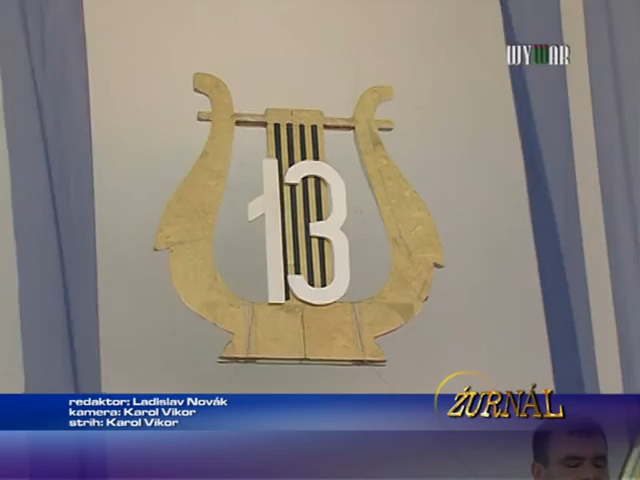 WYWAR
13
redaktor: Ladislav Novák
kamera: Karol Vikor
strih: Karol Vikor
ŽURNÁL